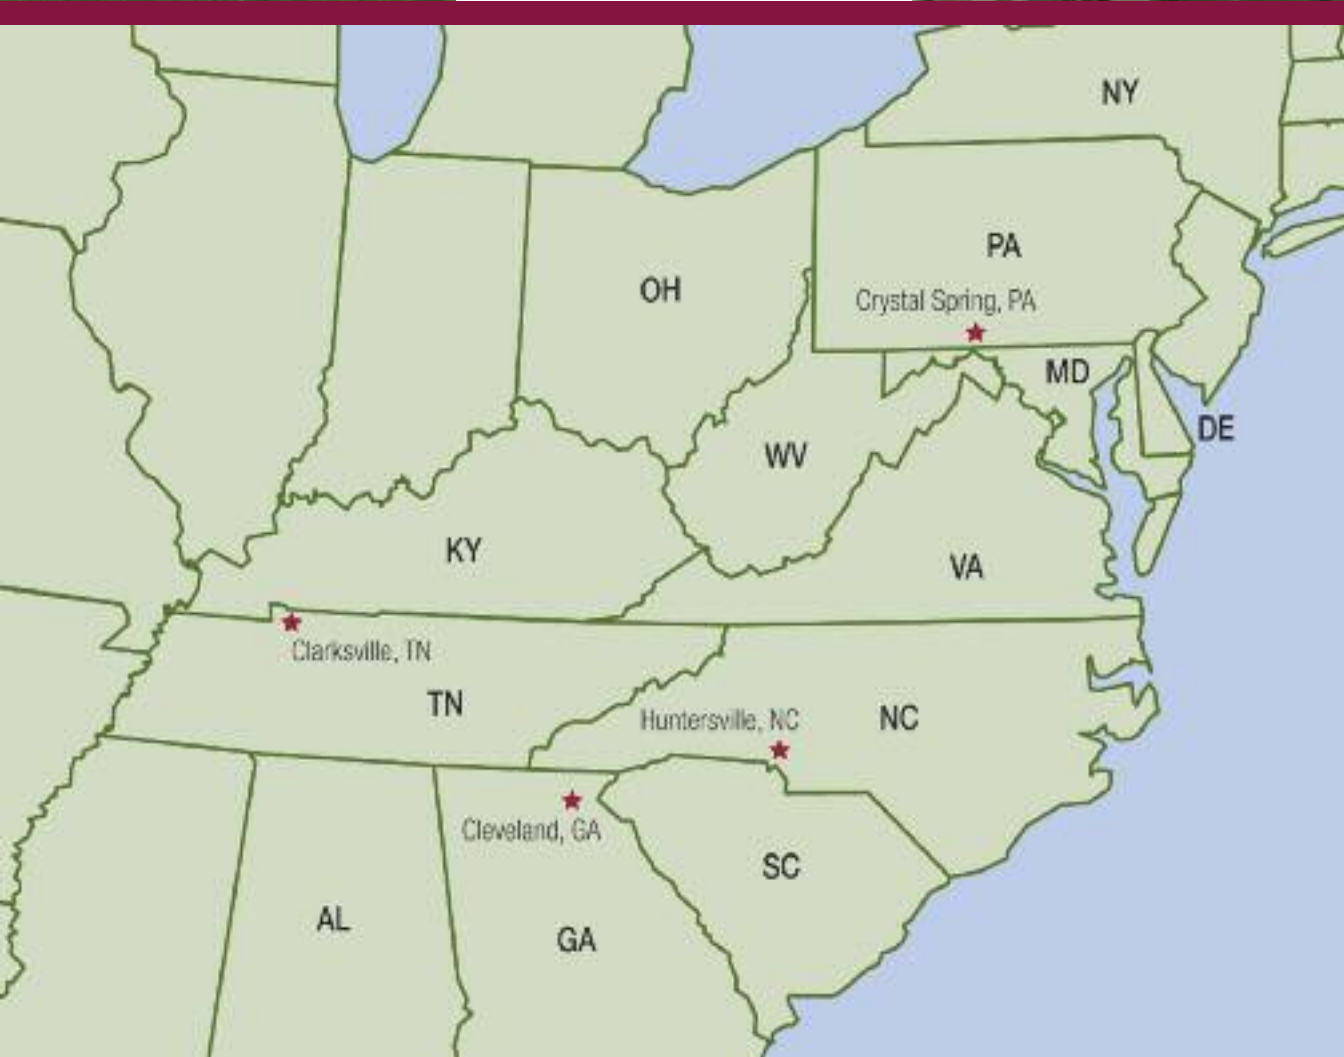 NY
PA
OH
Crystal Spring, PA
MD
DE
WV
KY
VA
Clarksville, TN
TN
Huntersville, NC
NC
Cleveland, GA
SC
AL
GA